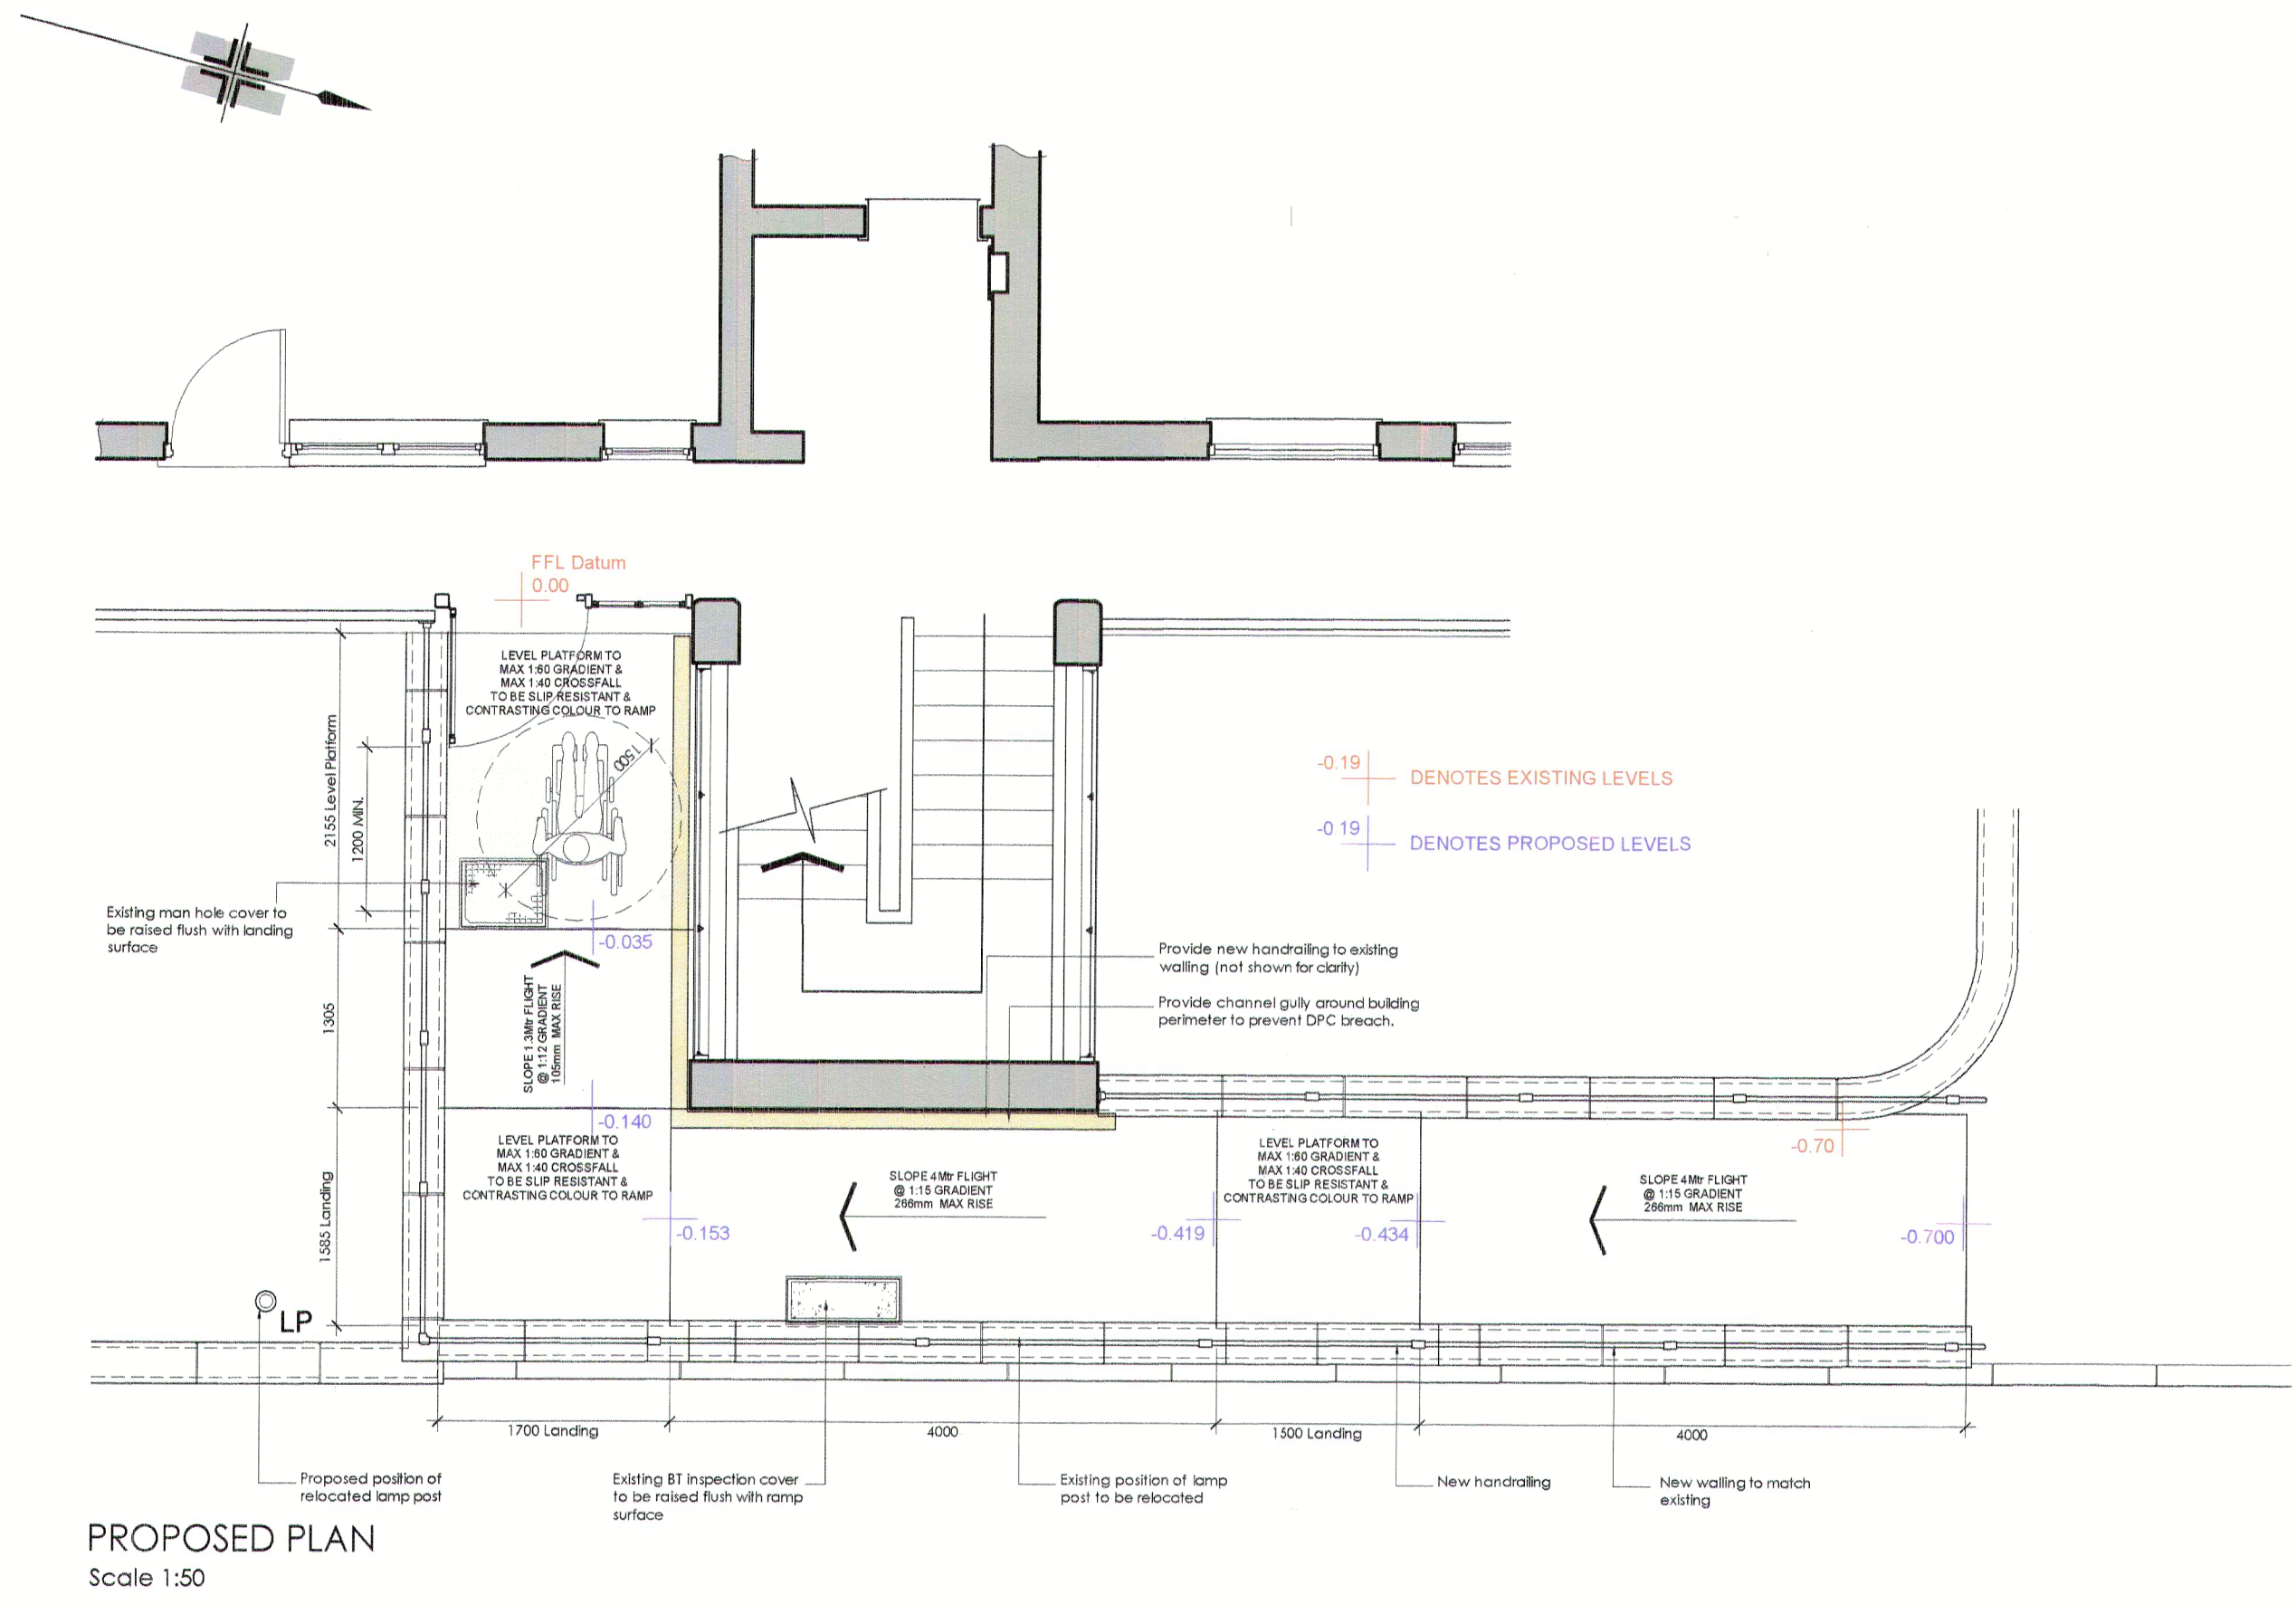 FFL Datum
0.00
LEVEL PLATFORM TO
MAX 1:60 GRADIENT &
MAX 1:40 CROSSFALL
TO BE SLIP RESISTANT &
CONTRASTING COLOUR TO RAMP
2155 Level Platform
1200 MIN.
1500
-0.19
DENOTES EXISTING LEVELS
-0 19
DENOTES PROPOSED LEVELS
Existing man hole cover to
be raised flush with landing
surface
-0.035
SLOPE 1.3Mtr FLIGHT
@ 1:12 GRADIENT
105mm MAX RISE
1305
Provide new handrailing to existing
walling (not shown for clarity)
Provide channel gully around building
perimeter to prevent DPC breach.
-0.140
LEVEL PLATFORM TO
MAX 1:60 GRADIENT &
MAX 1:40 CROSSFALL
TO BE SLIP RESISTANT &
CONTRASTING COLOUR TO RAMP
1585 Landing
SLOPE 4Mtr FLIGHT
@ 1:15 GRADIENT
266mm MAX RISE
LEVEL PLATFORM TO
MAX 1:60 GRADIENT &
MAX 1:40 CROSSFALL
TO BE SLIP RESISTANT &
CONTRASTING COLOUR TO RAMP
-0.70
SLOPE 4Mtr FLIGHT
@ 1:15 GRADIENT
266mm MAX RISE
-0.153
-0.419
-0.434
-0.700
LP
1700 Landing
4000
1500 Landing
4000
Proposed position of
relocated lamp post
Existing BT inspection cover
to be raised flush with ramp
surface
Existing position of lamp
post to be relocated
New handrailing
New walling to match
existing
PROPOSED PLAN
Scale 1:50